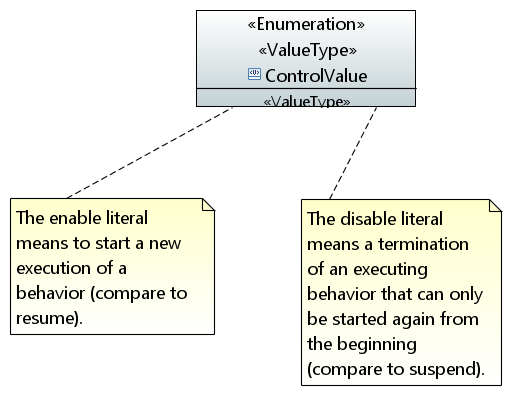 «Enumeration»
«ValueType»
ControlValue
«ValueType»
The enable literal
means to start a new
execution of a
behavior (compare to
resume).
The disable literal
means a termination
of an executing
behavior that can only
be started again from
the beginning
(compare to suspend).